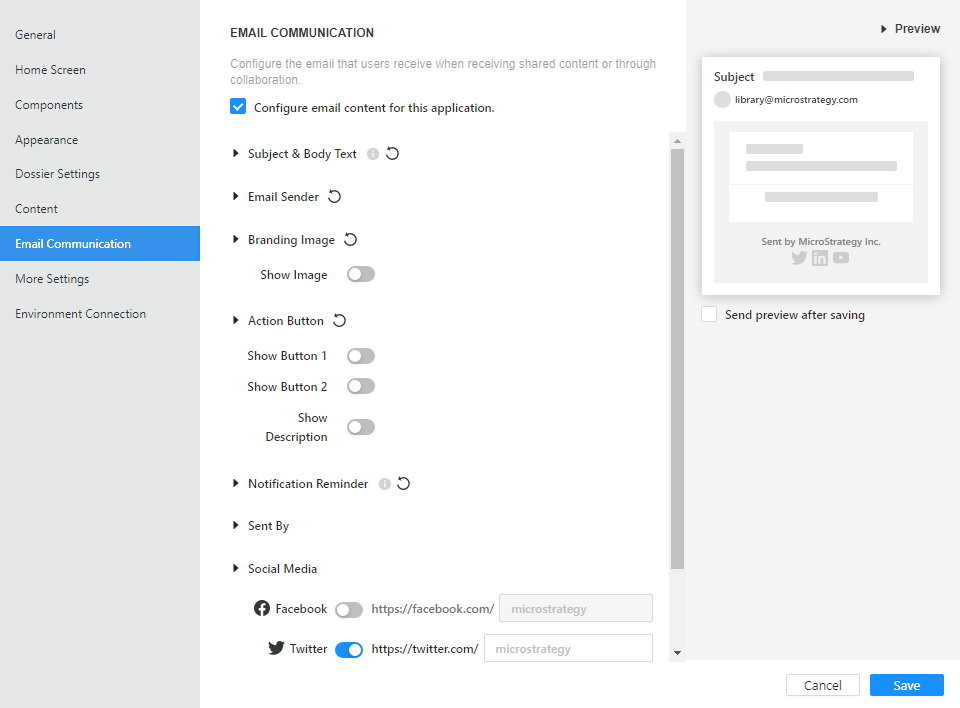 General
Home Screen
Components
Appearance
Dossier Settings
Content
Email Communication
More Settings
Environment Connection
EMAIL COMMUNICATION
Configure the email that users receive when receiving shared content or through
collaboration.
Configure email content for this application.
Subject & Body Text
Email Sender
Branding Image
Show Image
Action Button
Show Button 1
Show Button 2
Show
Description
Notification Reminder
Sent By
Social Media
Facebook https://facebook.com/ microstrategy
Twitter https://twitter.com/ microstrategy
Preview
Subject
library@microstrategy.com
Sent by MicroStrategy Inc.
Send preview after saving
Cancel Save